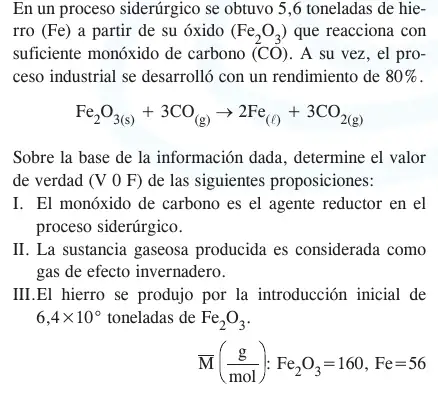 En un proceso siderúrgico se obtuvo 5,6 toneladas de hie-
rro (Fe) a partir de su óxido (Fe₂O₃) que reacciona con
suficiente monóxido de carbono (CO). A su vez, el pro-
ceso industrial se desarrolló con un rendimiento de 80%.
Fe₂O₃(s) + 3CO(g) → 2Fe(ℓ) + 3CO₂(g)
Sobre la base de la información dada, determine el valor
de verdad (V 0 F) de las siguientes proposiciones:
I. El monóxido de carbono es el agente reductor en el
proceso siderúrgico.
II. La sustancia gaseosa producida es considerada como
gas de efecto invernadero.
III.El hierro se produjo por la introducción inicial de
6,4×10° toneladas de Fe₂O₃.
M̅ (g/mol): Fe₂O₃=160, Fe=56